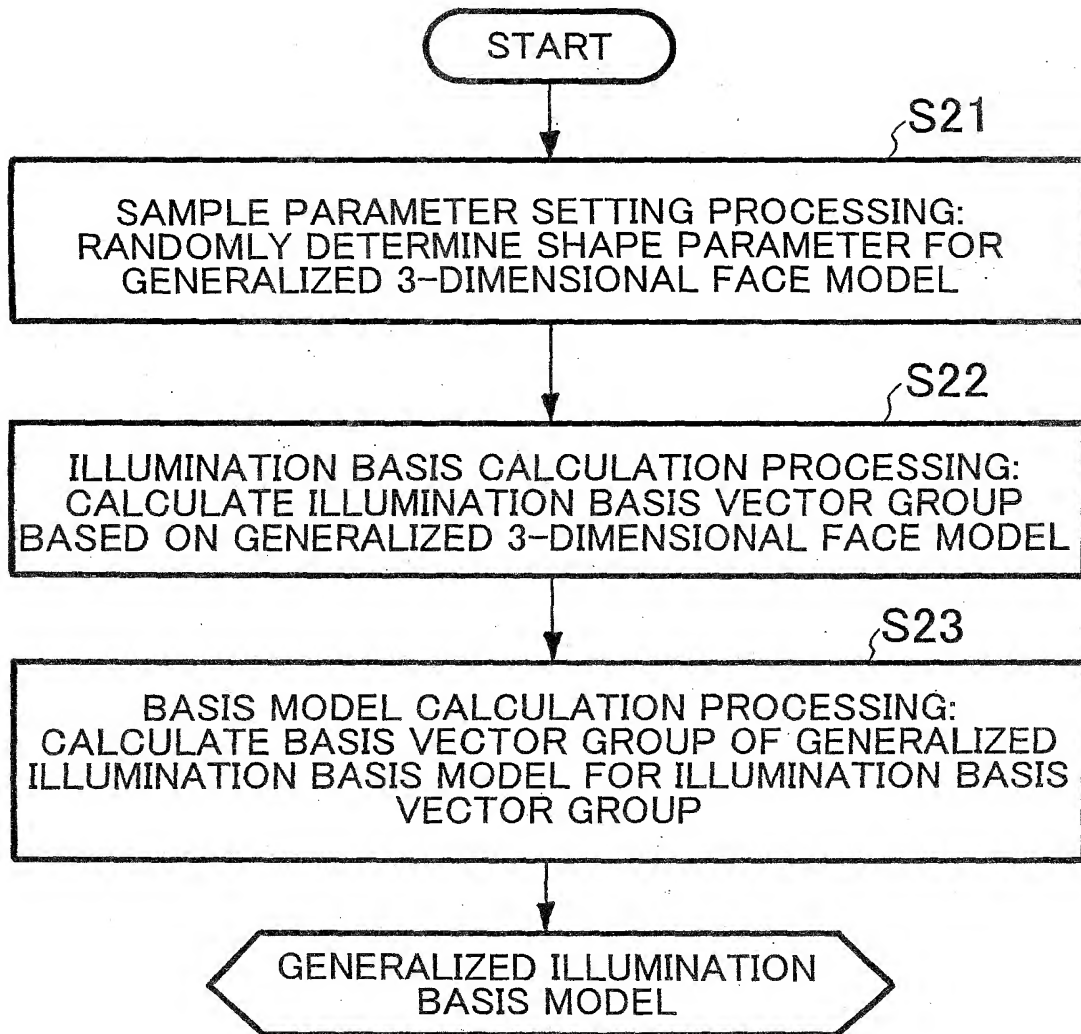 START
S21
SAMPLE PARAMETER SETTING PROCESSING:
RANDOMLY DETERMINE SHAPE PARAMETER FOR
GENERALIZED 3-DIMENSIONAL FACE MODEL
S22
ILLUMINATION BASIS CALCULATION PROCESSING:
CALCULATE ILLUMINATION BASIS VECTOR GROUP
BASED ON GENERALIZED 3-DIMENSIONAL FACE MODEL
S23
BASIS MODEL CALCULATION PROCESSING:
CALCULATE BASIS VECTOR GROUP OF GENERALIZED
ILLUMINATION BASIS MODEL FOR ILLUMINATION BASIS
VECTOR GROUP
GENERALIZED ILLUMINATION
BASIS MODEL